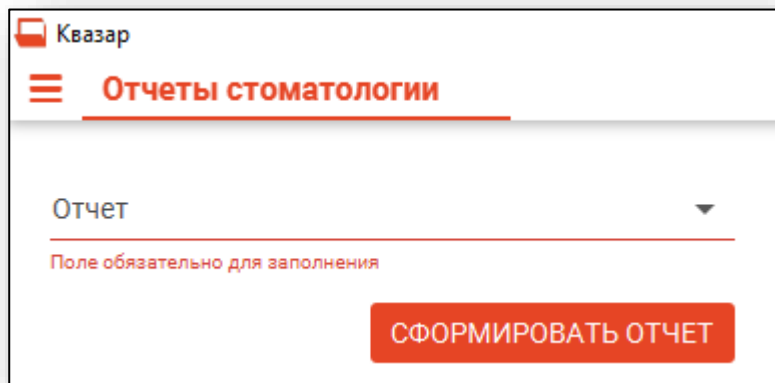 Квазар
Отчеты стоматологии
Отчет
Поле обязательно для заполнения
СФОРМИРОВАТЬ ОТЧЕТ